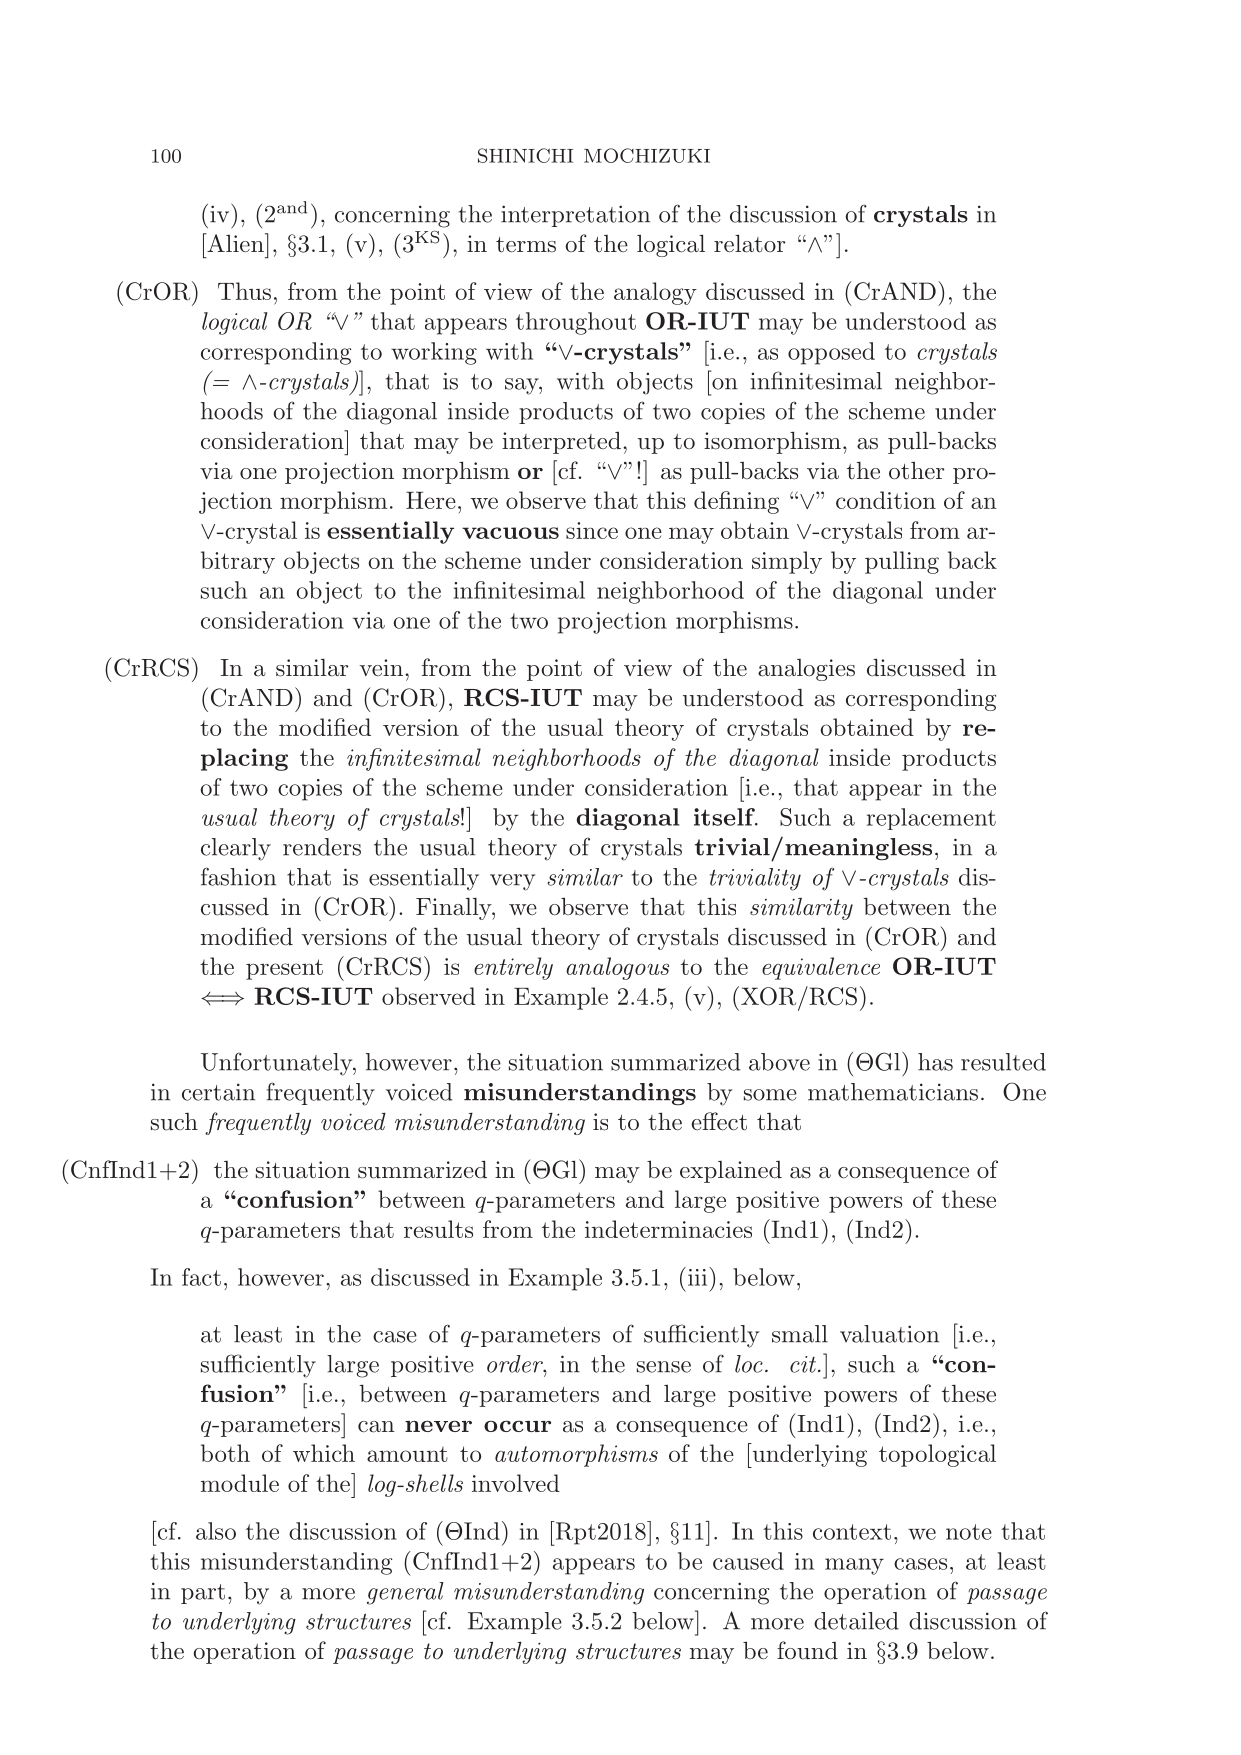 100 SHINICHI MOCHIZUKI
(iv), (2^and), concerning the interpretation of the discussion of crystals in
[Alien], §3.1, (v), (3^KS), in terms of the logical relator “∧”].
(CrOR) Thus, from the point of view of the analogy discussed in (CrAND), the
logical OR “∨” that appears throughout OR-IUT may be understood as
corresponding to working with “∨-crystals” [i.e., as opposed to crystals
(= ∧-crystals)], that is to say, with objects [on infinitesimal neighbor-
hoods of the diagonal inside products of two copies of the scheme under
consideration] that may be interpreted, up to isomorphism, as pull-backs
via one projection morphism or [cf. “∨”!] as pull-backs via the other pro-
jection morphism. Here, we observe that this defining “∨” condition of an
∨-crystal is essentially vacuous since one may obtain ∨-crystals from ar-
bitrary objects on the scheme under consideration simply by pulling back
such an object to the infinitesimal neighborhood of the diagonal under
consideration via one of the two projection morphisms.
(CrRCS) In a similar vein, from the point of view of the analogies discussed in
(CrAND) and (CrOR), RCS-IUT may be understood as corresponding
to the modified version of the usual theory of crystals obtained by re-
placing the infinitesimal neighborhoods of the diagonal inside products
of two copies of the scheme under consideration [i.e., that appear in the
usual theory of crystals!] by the diagonal itself. Such a replacement
clearly renders the usual theory of crystals trivial/meaningless, in a
fashion that is essentially very similar to the triviality of ∨-crystals dis-
cussed in (CrOR). Finally, we observe that this similarity between the
modified versions of the usual theory of crystals discussed in (CrOR) and
the present (CrRCS) is entirely analogous to the equivalence OR-IUT
⟺ RCS-IUT observed in Example 2.4.5, (v), (XOR/RCS).
Unfortunately, however, the situation summarized above in (ΘGl) has resulted
in certain frequently voiced misunderstandings by some mathematicians. One
such frequently voiced misunderstanding is to the effect that
(CnfInd1+2) the situation summarized in (ΘGl) may be explained as a consequence of
a “confusion” between q-parameters and large positive powers of these
q-parameters that results from the indeterminacies (Ind1), (Ind2).
In fact, however, as discussed in Example 3.5.1, (iii), below,
at least in the case of q-parameters of sufficiently small valuation [i.e.,
sufficiently large positive order, in the sense of loc. cit.], such a “con-
fusion” [i.e., between q-parameters and large positive powers of these
q-parameters] can never occur as a consequence of (Ind1), (Ind2), i.e.,
both of which amount to automorphisms of the [underlying topological
module of the] log-shells involved
[cf. also the discussion of (ΘInd) in [Rpt2018], §11]. In this context, we note that
this misunderstanding (CnfInd1+2) appears to be caused in many cases, at least
in part, by a more general misunderstanding concerning the operation of passage
to underlying structures [cf. Example 3.5.2 below]. A more detailed discussion of
the operation of passage to underlying structures may be found in §3.9 below.